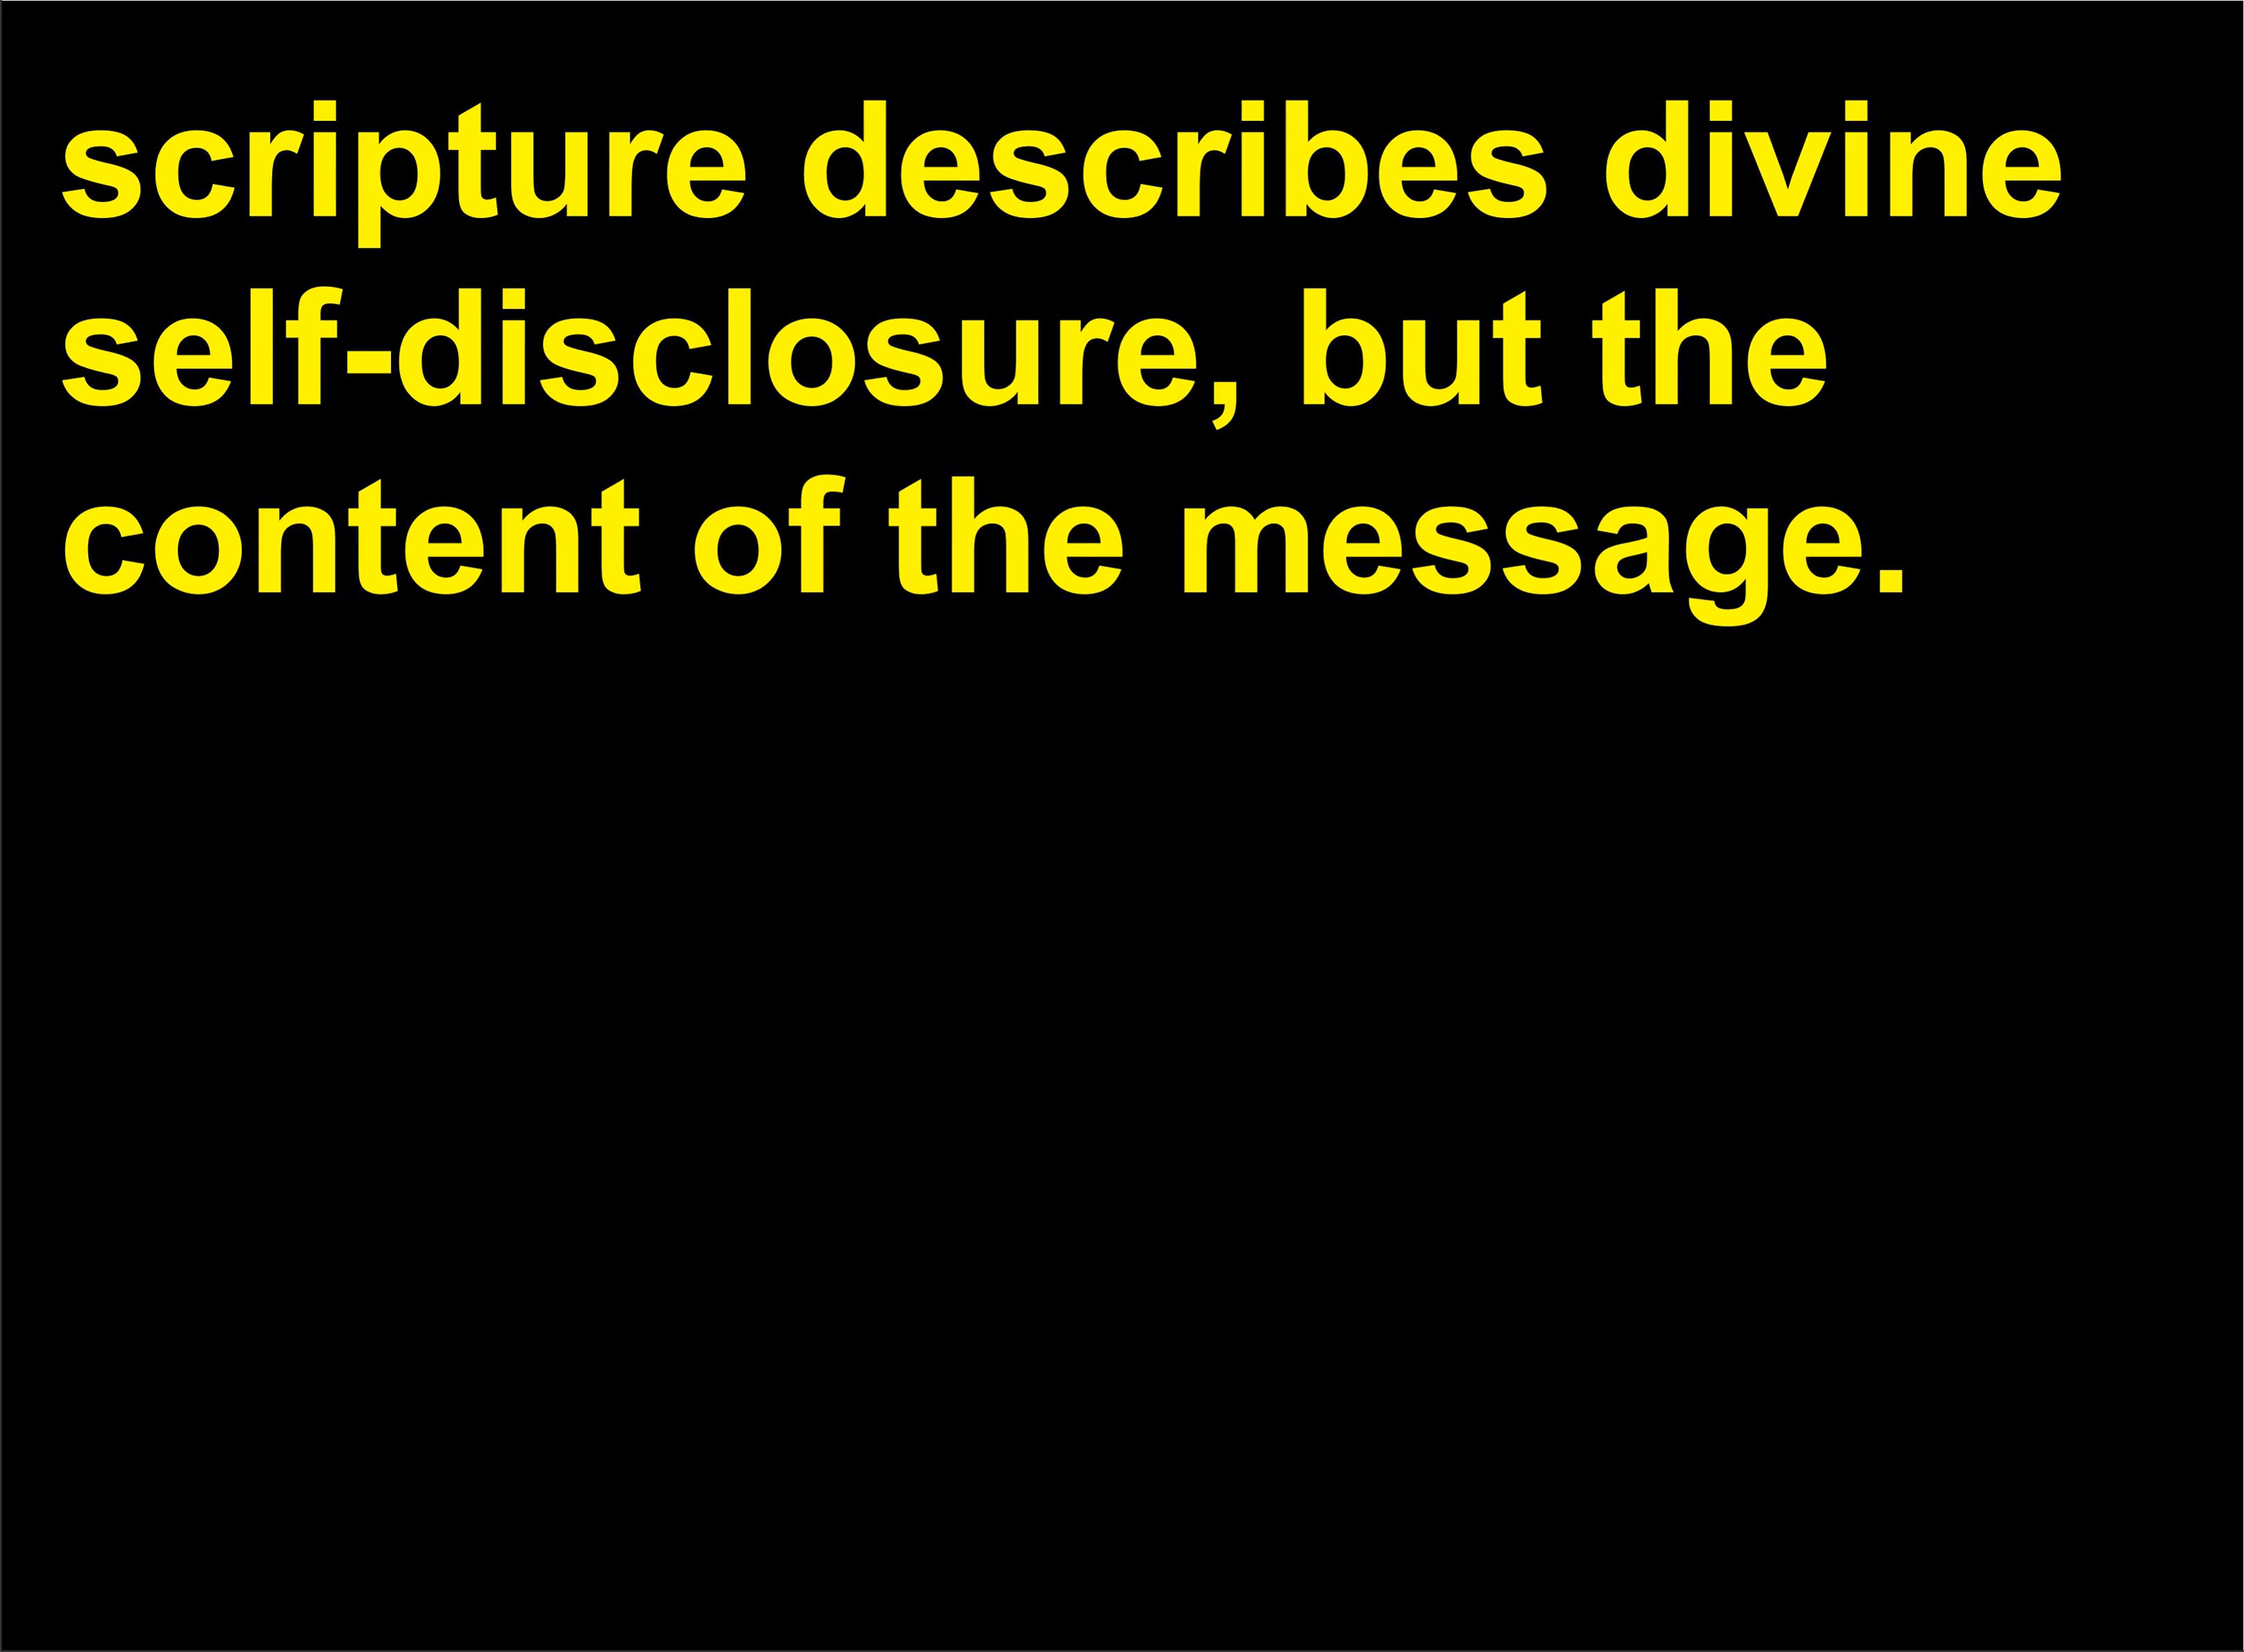 scripture describes divine
self-disclosure, but the
content of the message.